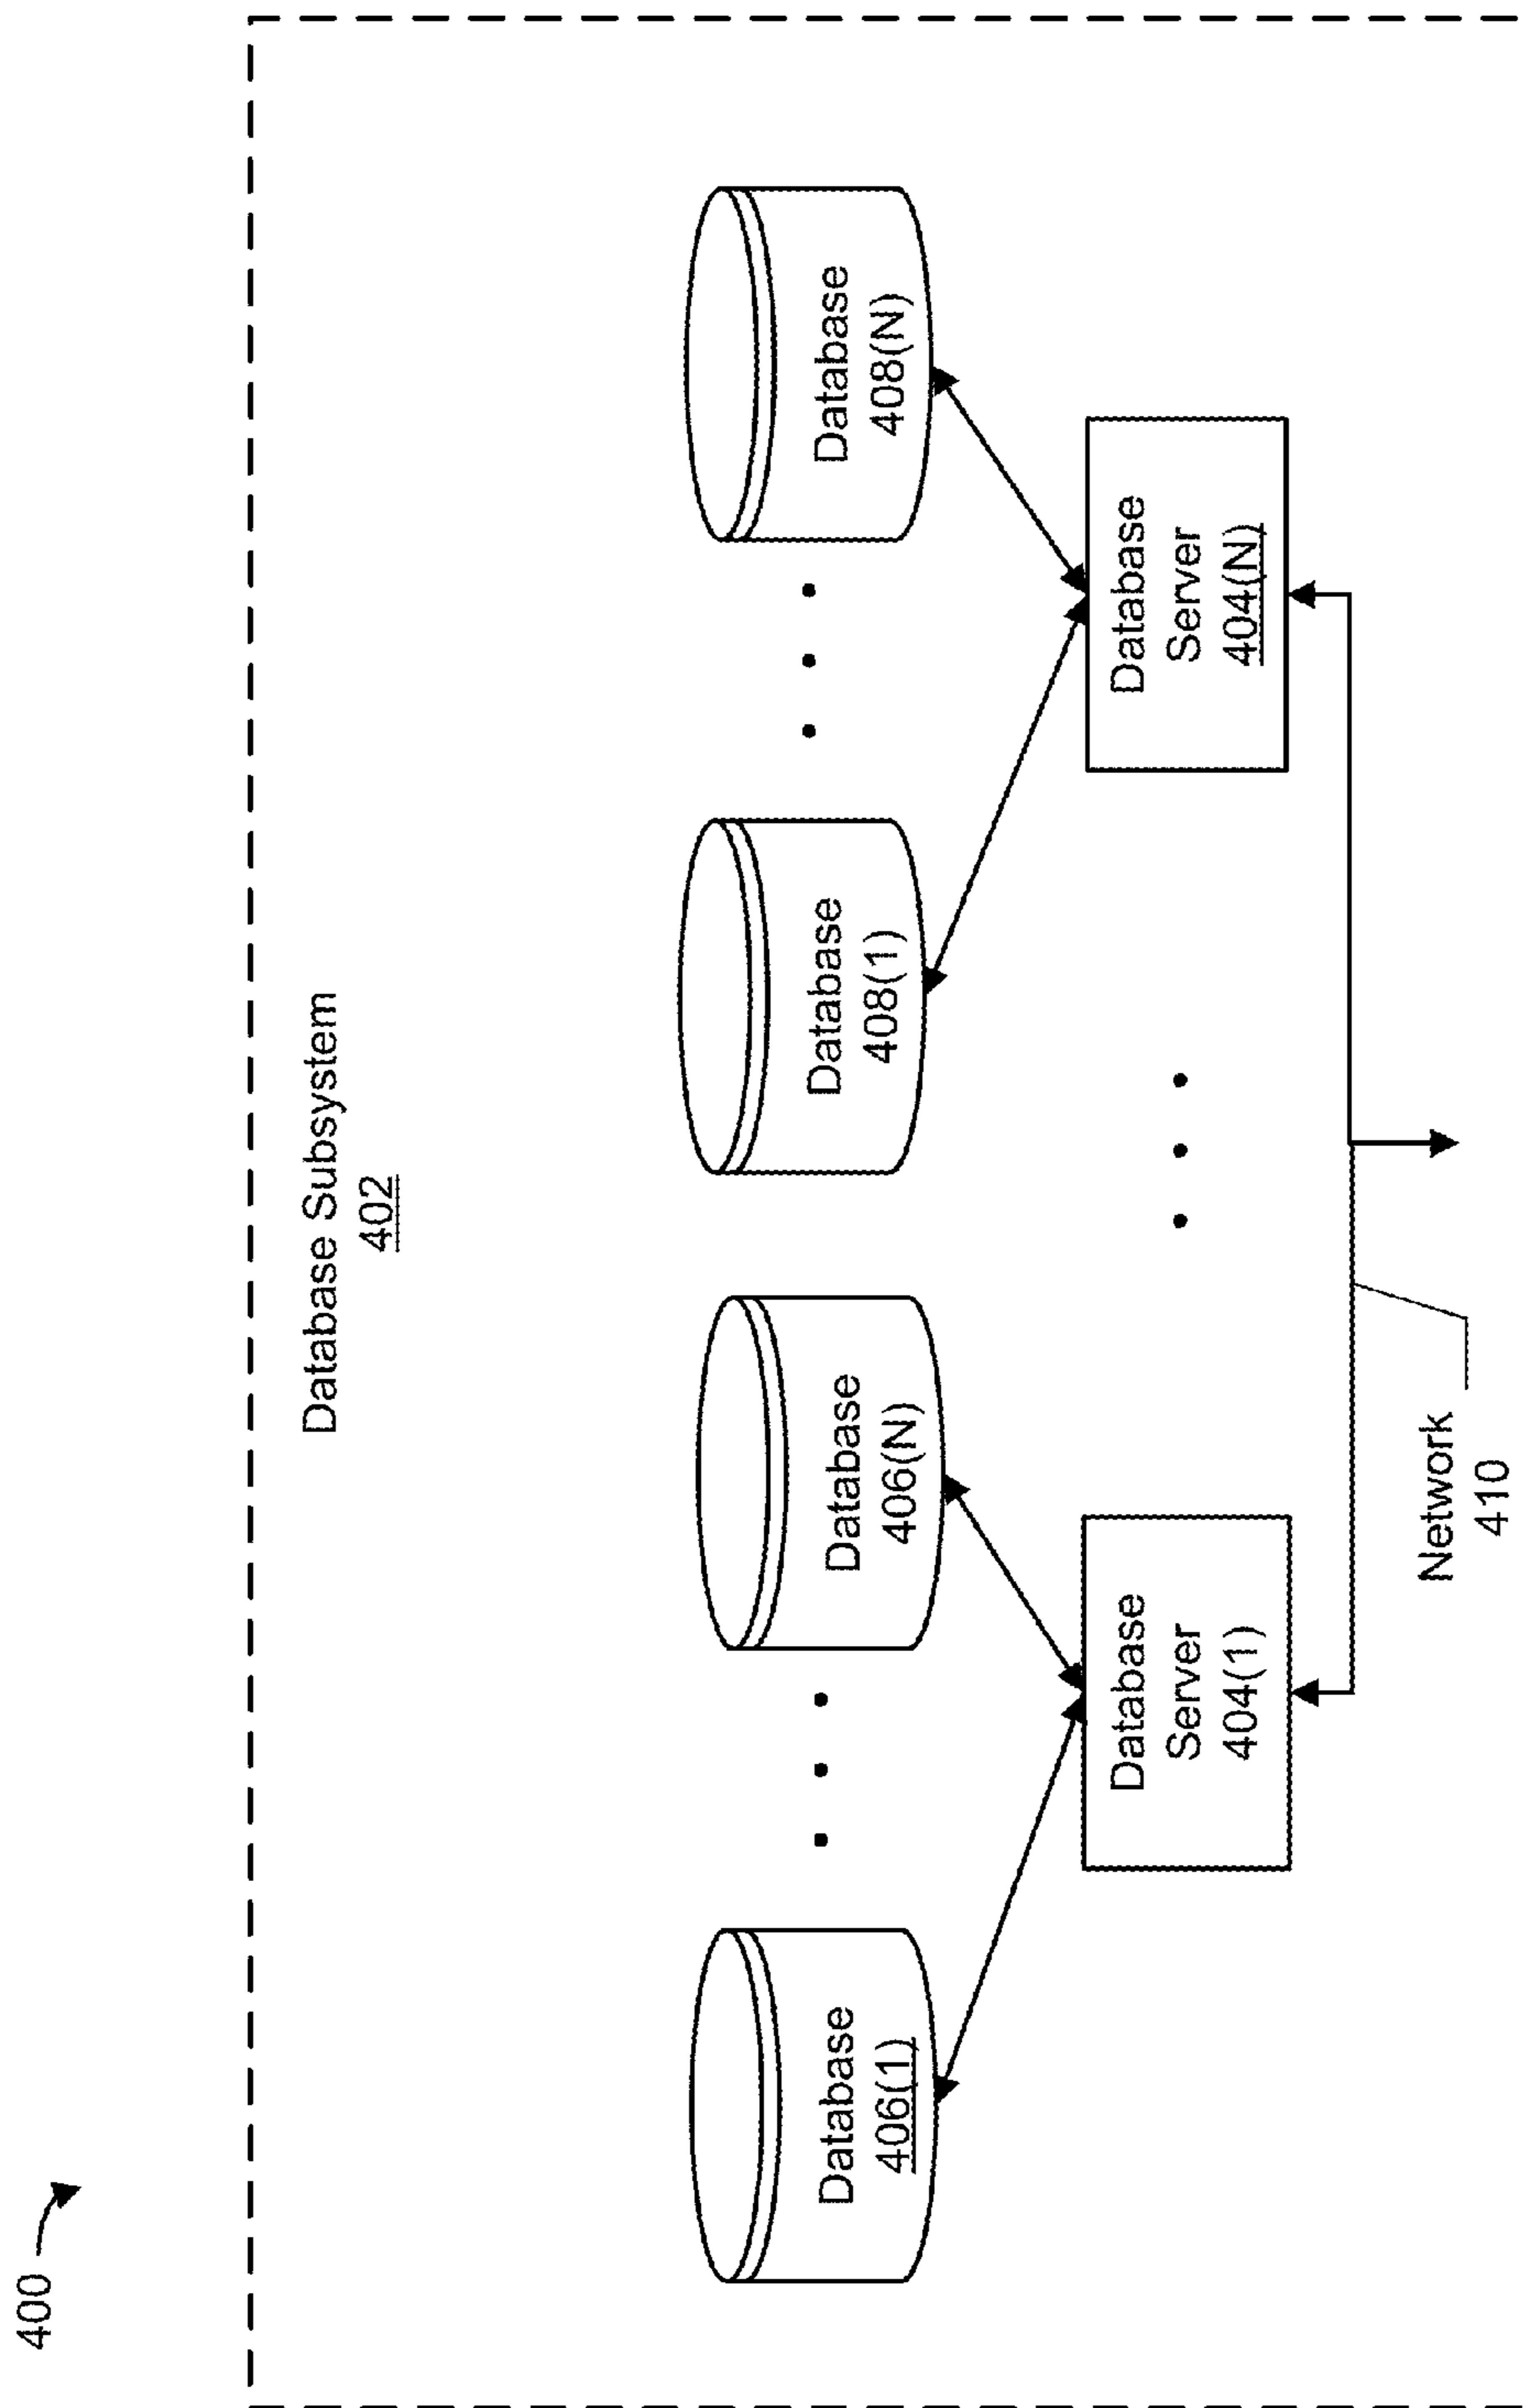 400
Database Subsystem
402
Database
406(1)
Database
406(N)
Database
408(1)
Database
408(N)
Database
Server
404(1)
Database
Server
404(N)
Network
410